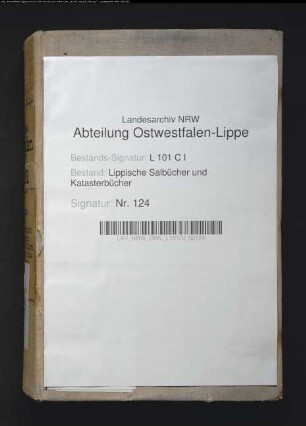 Landesarchiv NRW
Abteilung Ostwestfalen-Lippe
Bestands-Signatur: L 101 C I
Bestand: Lippische Salbücher und
Katasterbücher
Signatur: Nr. 124